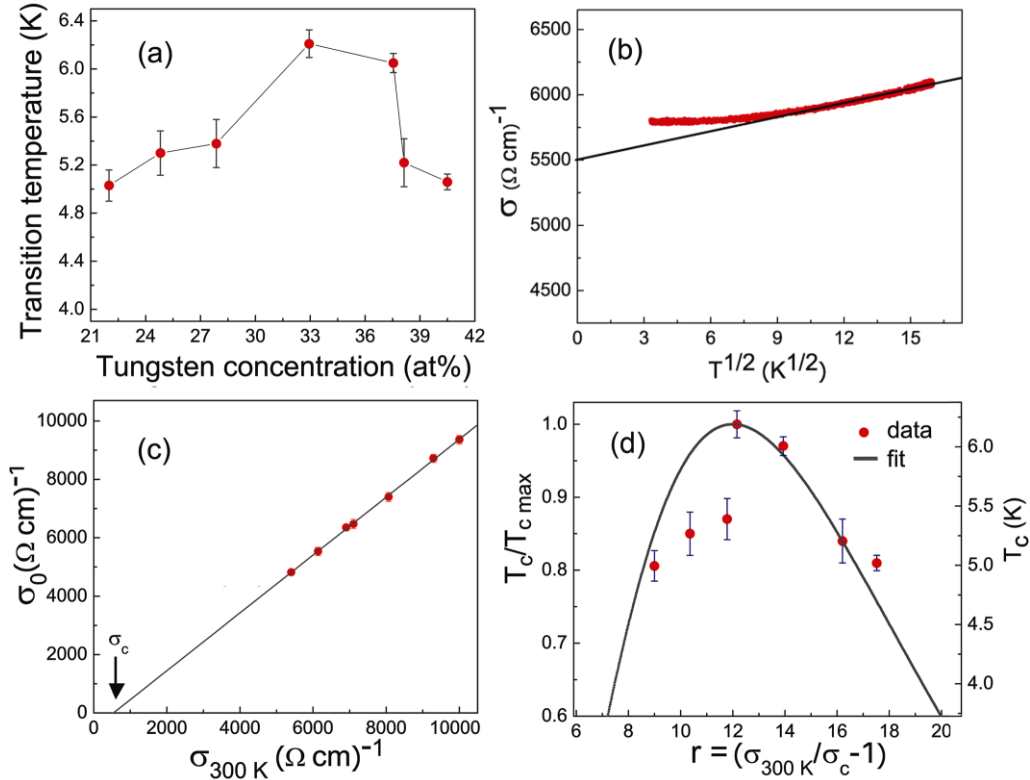 (a)
Transition temperature (K)
6.4
6.0
5.6
5.2
4.8
4.4
4.0
21 24 27 30 33 36 39 42
Tungsten concentration (at%)
(b)
σ (Ω cm)⁻¹
6500
6000
5500
5000
4500
0 3 6 9 12 15
T^1/2 (K^1/2)
(c)
σ₀(Ω cm)⁻¹
10000
8000
6000
4000
2000
0
σc
0 2000 4000 6000 8000 10000
σ₃₀₀ K (Ω cm)⁻¹
(d)
data
fit
Tc/Tc max
1.0
0.9
0.8
0.7
0.6
6 8 10 12 14 16 18 20
r = (σ₃₀₀ K/σc-1)
6.0
5.5
5.0
4.5
4.0
Tc (K)